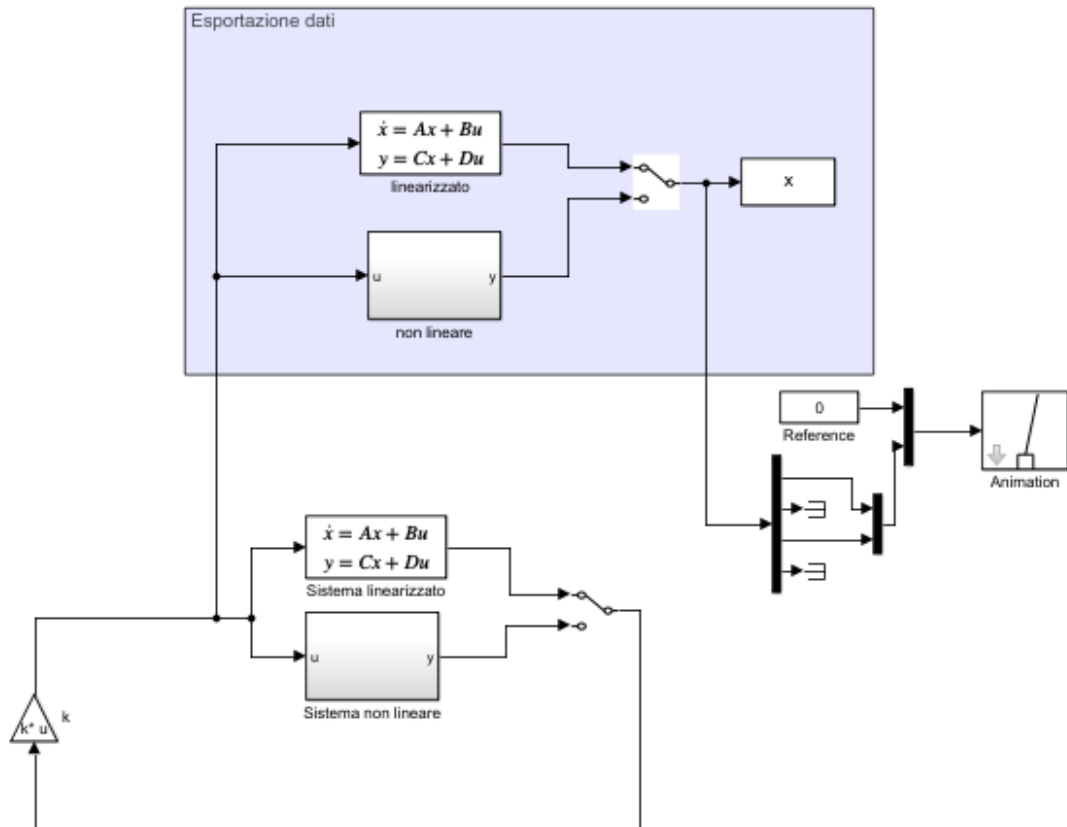 Esportazione dati
ẋ = Ax + Bu
y = Cx + Du
linearizzato
x
u
y
non lineare
0
Reference
Animation
ẋ = Ax + Bu
y = Cx + Du
Sistema linearizzato
u
y
Sistema non lineare
k* u
k